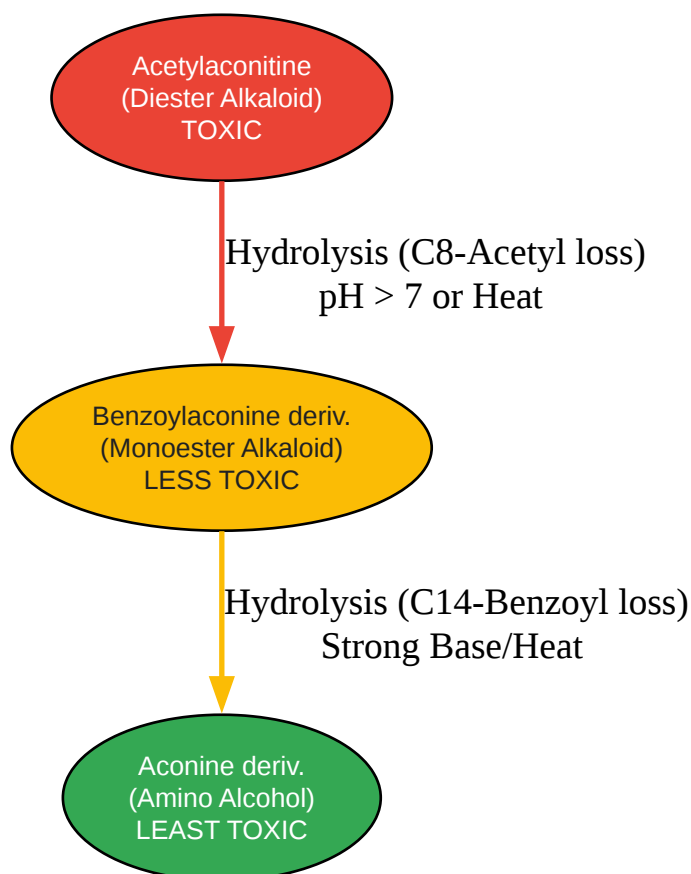 Acetylaconitine
(Diester Alkaloid)
TOXIC
Hydrolysis (C8-Acetyl loss)
pH > 7 or Heat
Benzoylaconine deriv.
(Monoester Alkaloid)
LESS TOXIC
Hydrolysis (C14-Benzoyl loss)
Strong Base/Heat
Aconine deriv.
(Amino Alcohol)
LEAST TOXIC